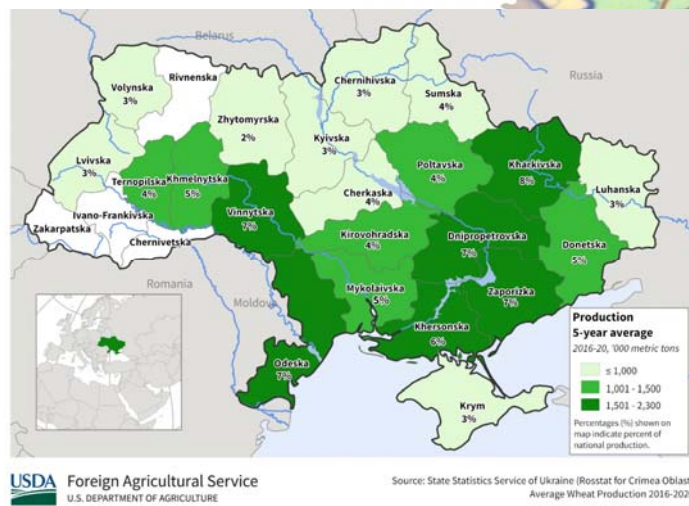 Belarus
Russia
Rivnenska
Volynska
3%
Chernihivska
3%
Sumska
4%
Zhytomyrska
2%
Kyivska
3%
Lvivska
3%
Ternopilska
4%
Khmelnytska
5%
Poltavska
4%
Kharkivska
8%
Luhanska
3%
Cherkaska
4%
Ivano-Frankivska
Zakarpatska
Chernivetska
Vinnytska
7%
Kirovohradska
4%
Dnipropetrovska
7%
Donetska
5%
Romania
Moldova
Mykolaivska
5%
Zaporizka
7%
Khersonska
6%
Odeska
7%
Krym
3%
Production
5-year average
2016-20, '000 metric tons
≤ 1,000
1,001 - 1,500
1,501 - 2,300
Percentages (%) shown on
map indicate percent of
national production.
USDA
Foreign Agricultural Service
U.S. DEPARTMENT OF AGRICULTURE
Source: State Statistics Service of Ukraine (Rosstat for Crimea Oblast
Average Wheat Production 2016-202